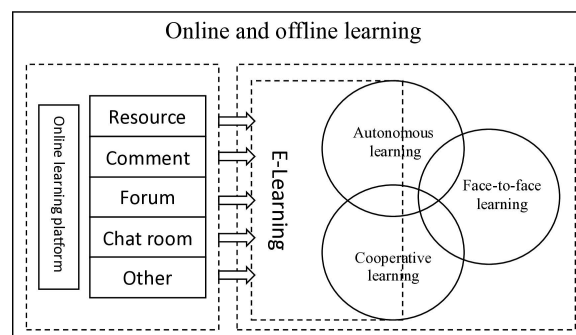 Online and offline learning
Online learning
platform
Resource
Comment
Forum
Chat room
Other
E-Learning
Autonomous
learning
Face-to-face
learning
Cooperative
learning